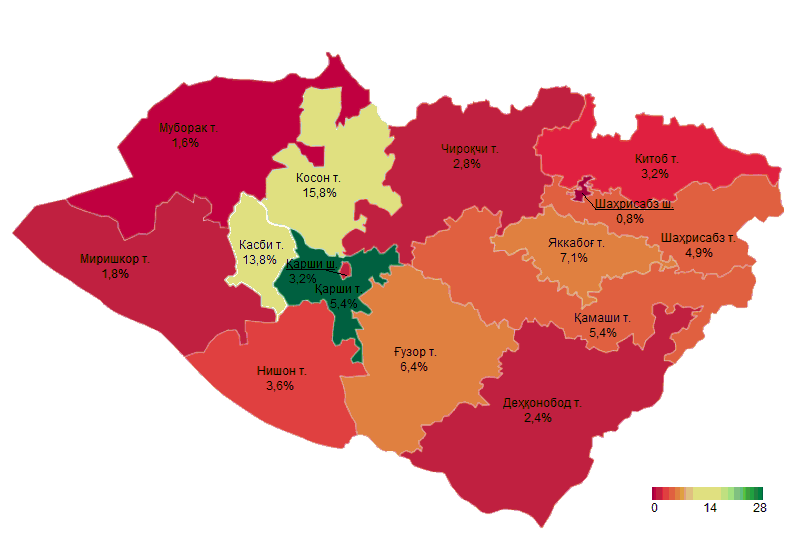 Муборак т.
1,6%
Косон т.
15,8%
Чироқчи т.
2,8%
Китоб т.
3,2%
Шаҳрисабз ш.
0,8%
Шаҳрисабз т.
4,9%
Яккабоғ т.
7,1%
Касби т.
13,8%
Миришкор т.
1,8%
Қарши ш.
3,2%
Қарши т.
5,4%
Қамаши т.
5,4%
Ғузор т.
6,4%
Нишон т.
3,6%
Деҳқонобод т.
2,4%
0 14 28